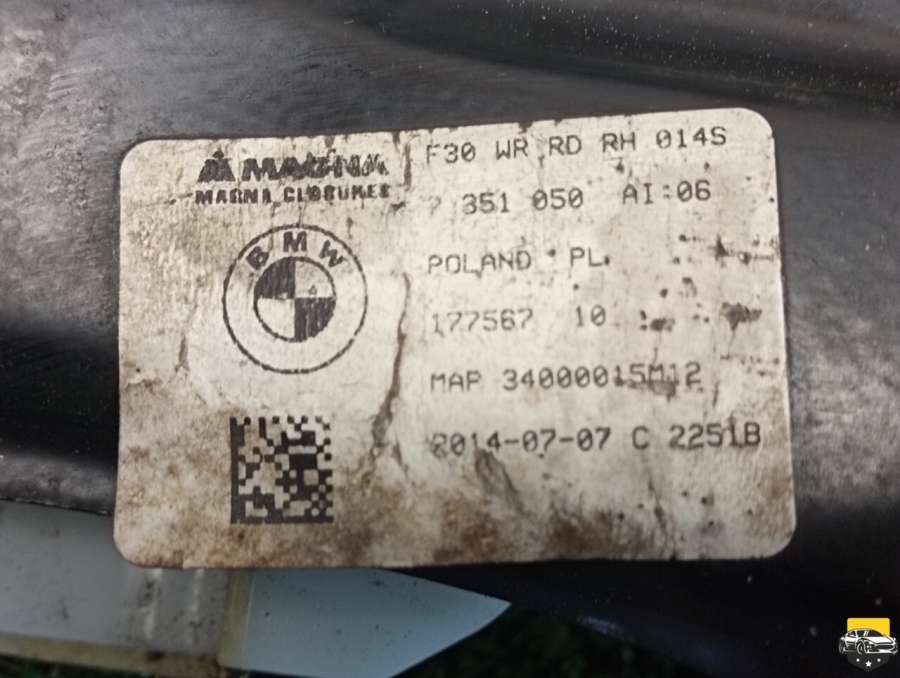 MAGNA
MAGNA CLOSURES
BMW
F30 WR RD RH 014S
7 351 050 AI:06
POLAND PL
177567 10
MAP 34000015M12
2014-07-07 C 2251B